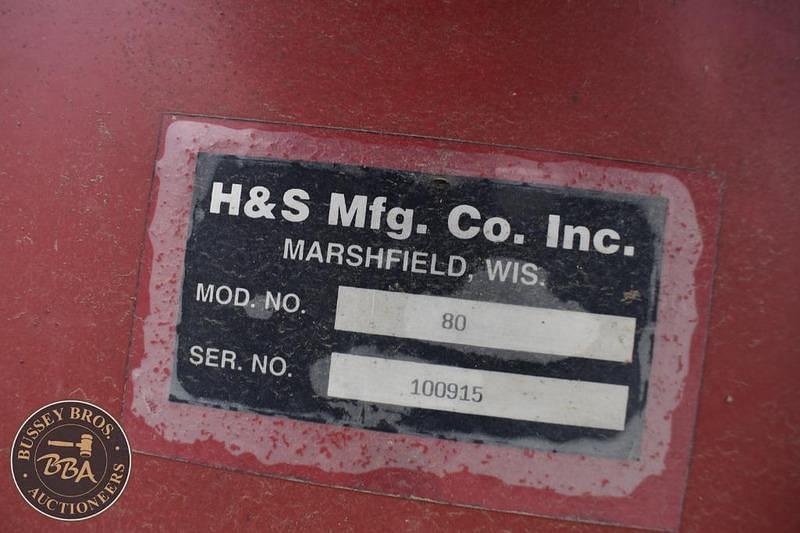 H&S Mfg. Co. Inc.
MARSHFIELD, WIS.
MOD. NO. 80
SER. NO. 100915
BUSSEY BROS.
BBA
AUCTIONEERS